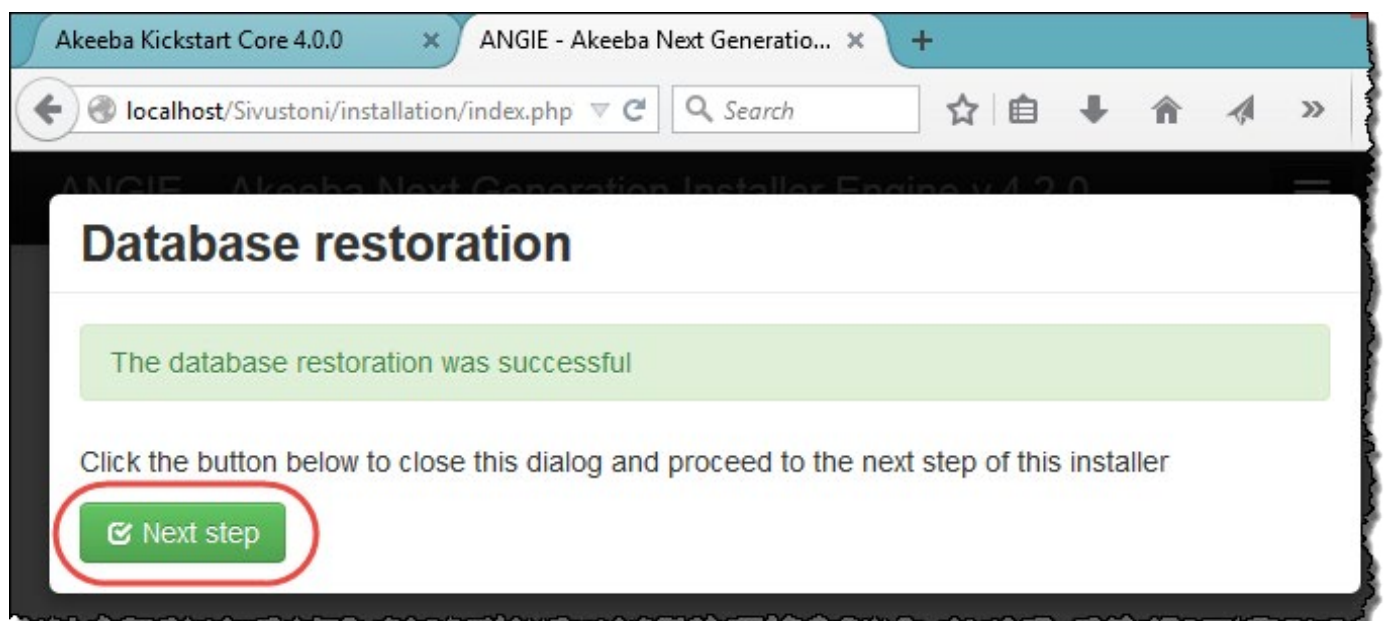 Akeeba Kickstart Core 4.0.0
ANGIE - Akeeba Next Generatio...
localhost/Sivustoni/installation/index.php
Search
ANGIE – Akeeba Next Generation Installer Engine v.4.2.0
Database restoration
The database restoration was successful
Click the button below to close this dialog and proceed to the next step of this installer
Next step